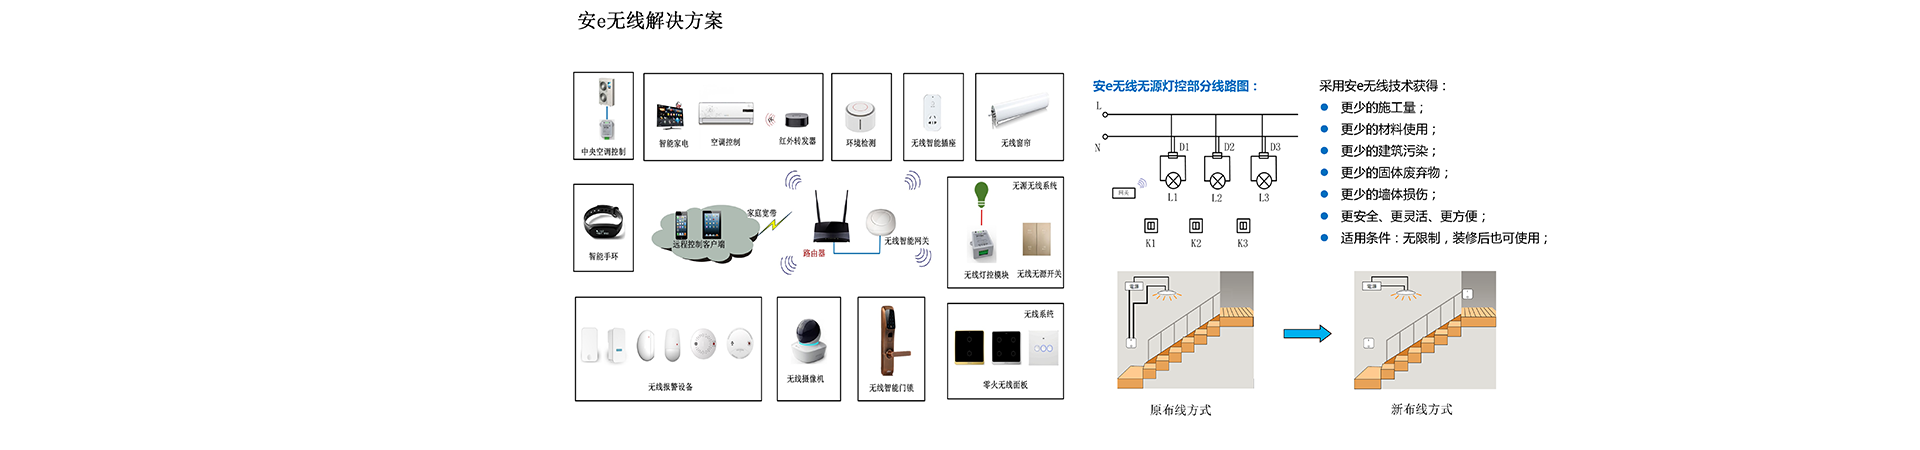 安e无线解决方案
中央空调控制
智能家电
空调控制
红外转发器
环境检测
无线智能插座
无线窗帘
智能手环
远程控制客户端
家庭宽带
路由器
无线智能网关
无源无线系统
无线灯控模块
无线无源开关
无线报警设备
无线摄像机
无线智能门锁
无线系统
零火无线面板
安e无线无源灯控部分线路图：
L
N
D1
D2
D3
网关
L1
L2
L3
K1
K2
K3
采用安e无线技术获得：
● 更少的施工量；
● 更少的材料使用；
● 更少的建筑污染；
● 更少的固体废弃物；
● 更少的墙体损伤；
● 更安全、更灵活、更方便；
● 适用条件：无限制，装修后也可使用；
電源
原布线方式
電源
新布线方式